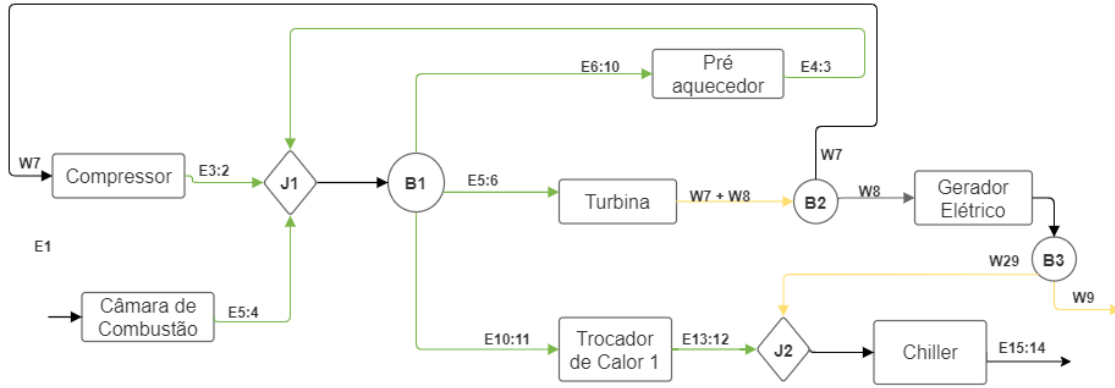 E6:10
Pré
aquecedor
E4:3
W7
Compressor
E3:2
J1
B1
E5:6
Turbina
W7 + W8
B2
W7
W8
Gerador
Elétrico
E1
B3
W29
W9
Câmara de
Combustão
E5:4
E10:11
Trocador
de Calor 1
E13:12
J2
Chiller
E15:14